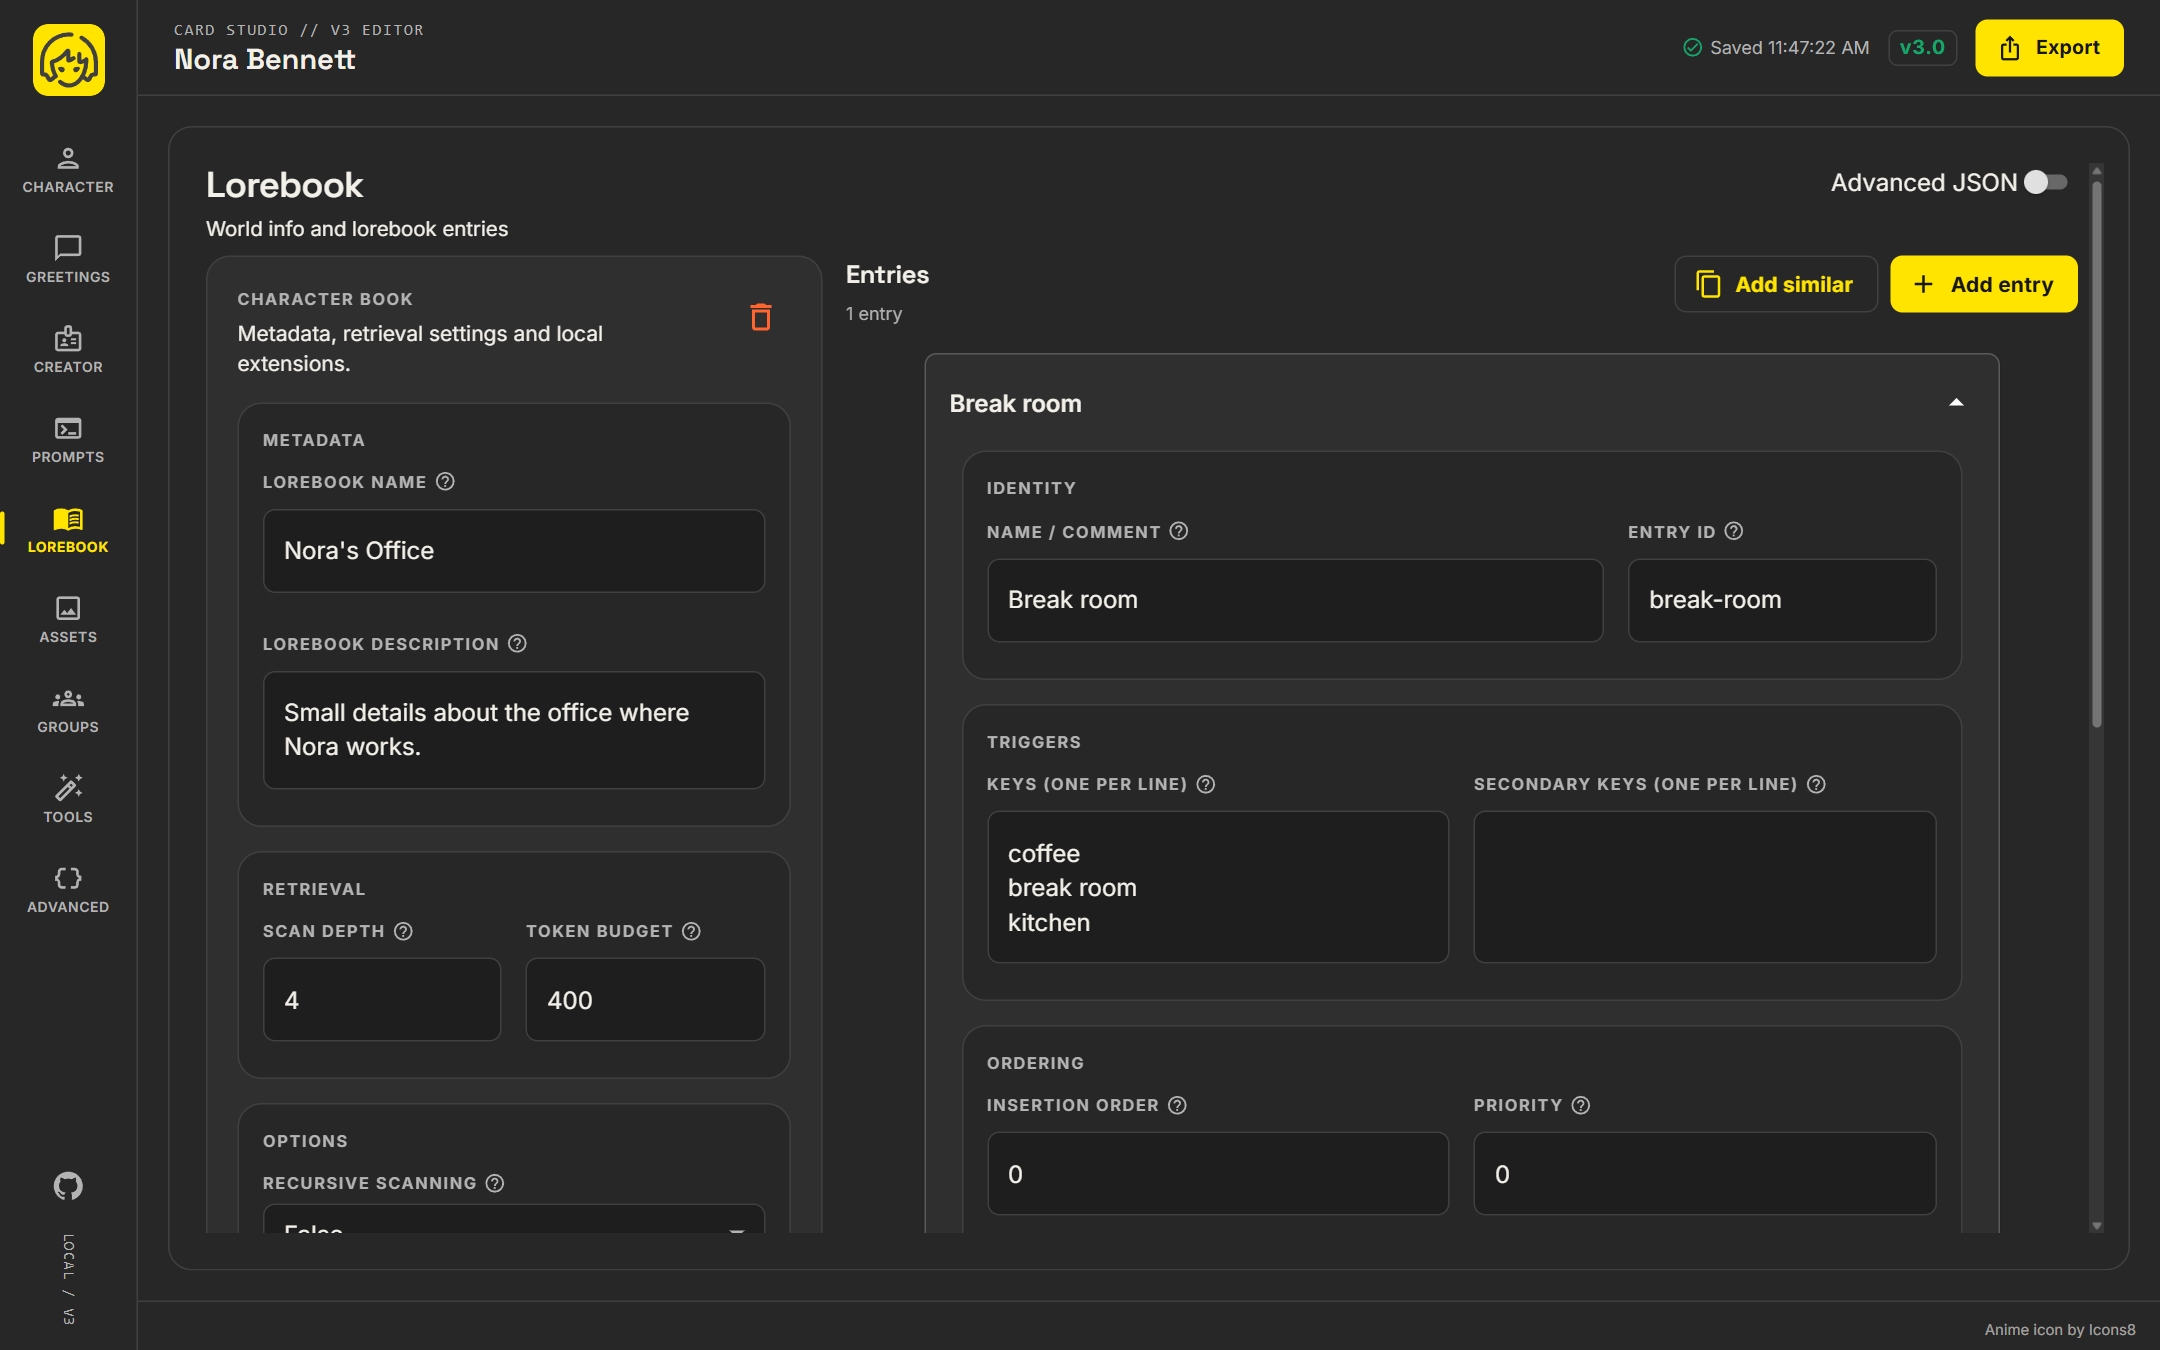 CARD STUDIO // V3 EDITOR
Nora Bennett
Saved 11:47:22 AM
v3.0
Export
CHARACTER
GREETINGS
CREATOR
PROMPTS
LOREBOOK
ASSETS
GROUPS
TOOLS
ADVANCED
LOCAL / V3
Lorebook
World info and lorebook entries
Advanced JSON
CHARACTER BOOK
Metadata, retrieval settings and local
extensions.
METADATA
LOREBOOK NAME
Nora's Office
LOREBOOK DESCRIPTION
Small details about the office where
Nora works.
RETRIEVAL
SCAN DEPTH
TOKEN BUDGET
4
400
OPTIONS
RECURSIVE SCANNING
False
Entries
1 entry
Add similar
Add entry
Break room
IDENTITY
NAME / COMMENT
ENTRY ID
Break room
break-room
TRIGGERS
KEYS (ONE PER LINE)
SECONDARY KEYS (ONE PER LINE)
coffee
break room
kitchen
ORDERING
INSERTION ORDER
PRIORITY
0
0
Anime icon by Icons8